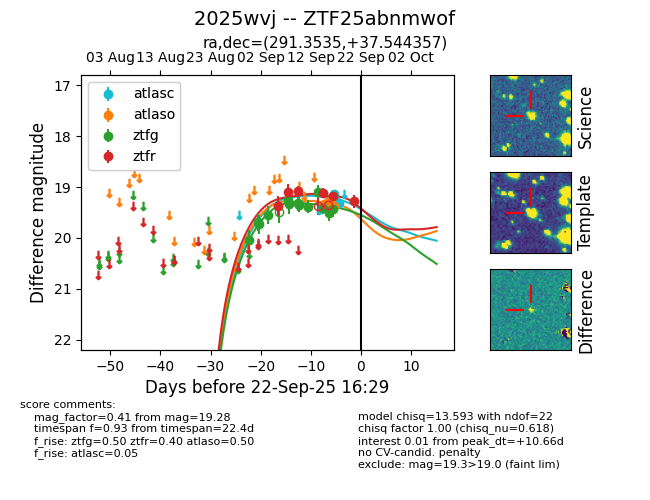 2025wvj -- ZTF25abnmwof
ra,dec=(291.3535,+37.544357)
03 Aug 13 Aug 23 Aug 02 Sep 12 Sep 22 Sep 02 Oct
17
18
19
20
21
22
Difference magnitude
atlasc
atlaso
ztfg
ztfr
−50 −40 −30 −20 −10 0 10
Days before 22-Sep-25 16:29
Science
Template
Difference
score comments:
mag_factor=0.41 from mag=19.28
timespan f=0.93 from timespan=22.4d
f_rise: ztfg=0.50 ztfr=0.40 atlaso=0.50
f_rise: atlasc=0.05
model chisq=13.593 with ndof=22
chisq factor 1.00 (chisq_nu=0.618)
interest 0.01 from peak_dt=+10.66d
no CV-candid. penalty
exclude: mag=19.3>19.0 (faint lim)